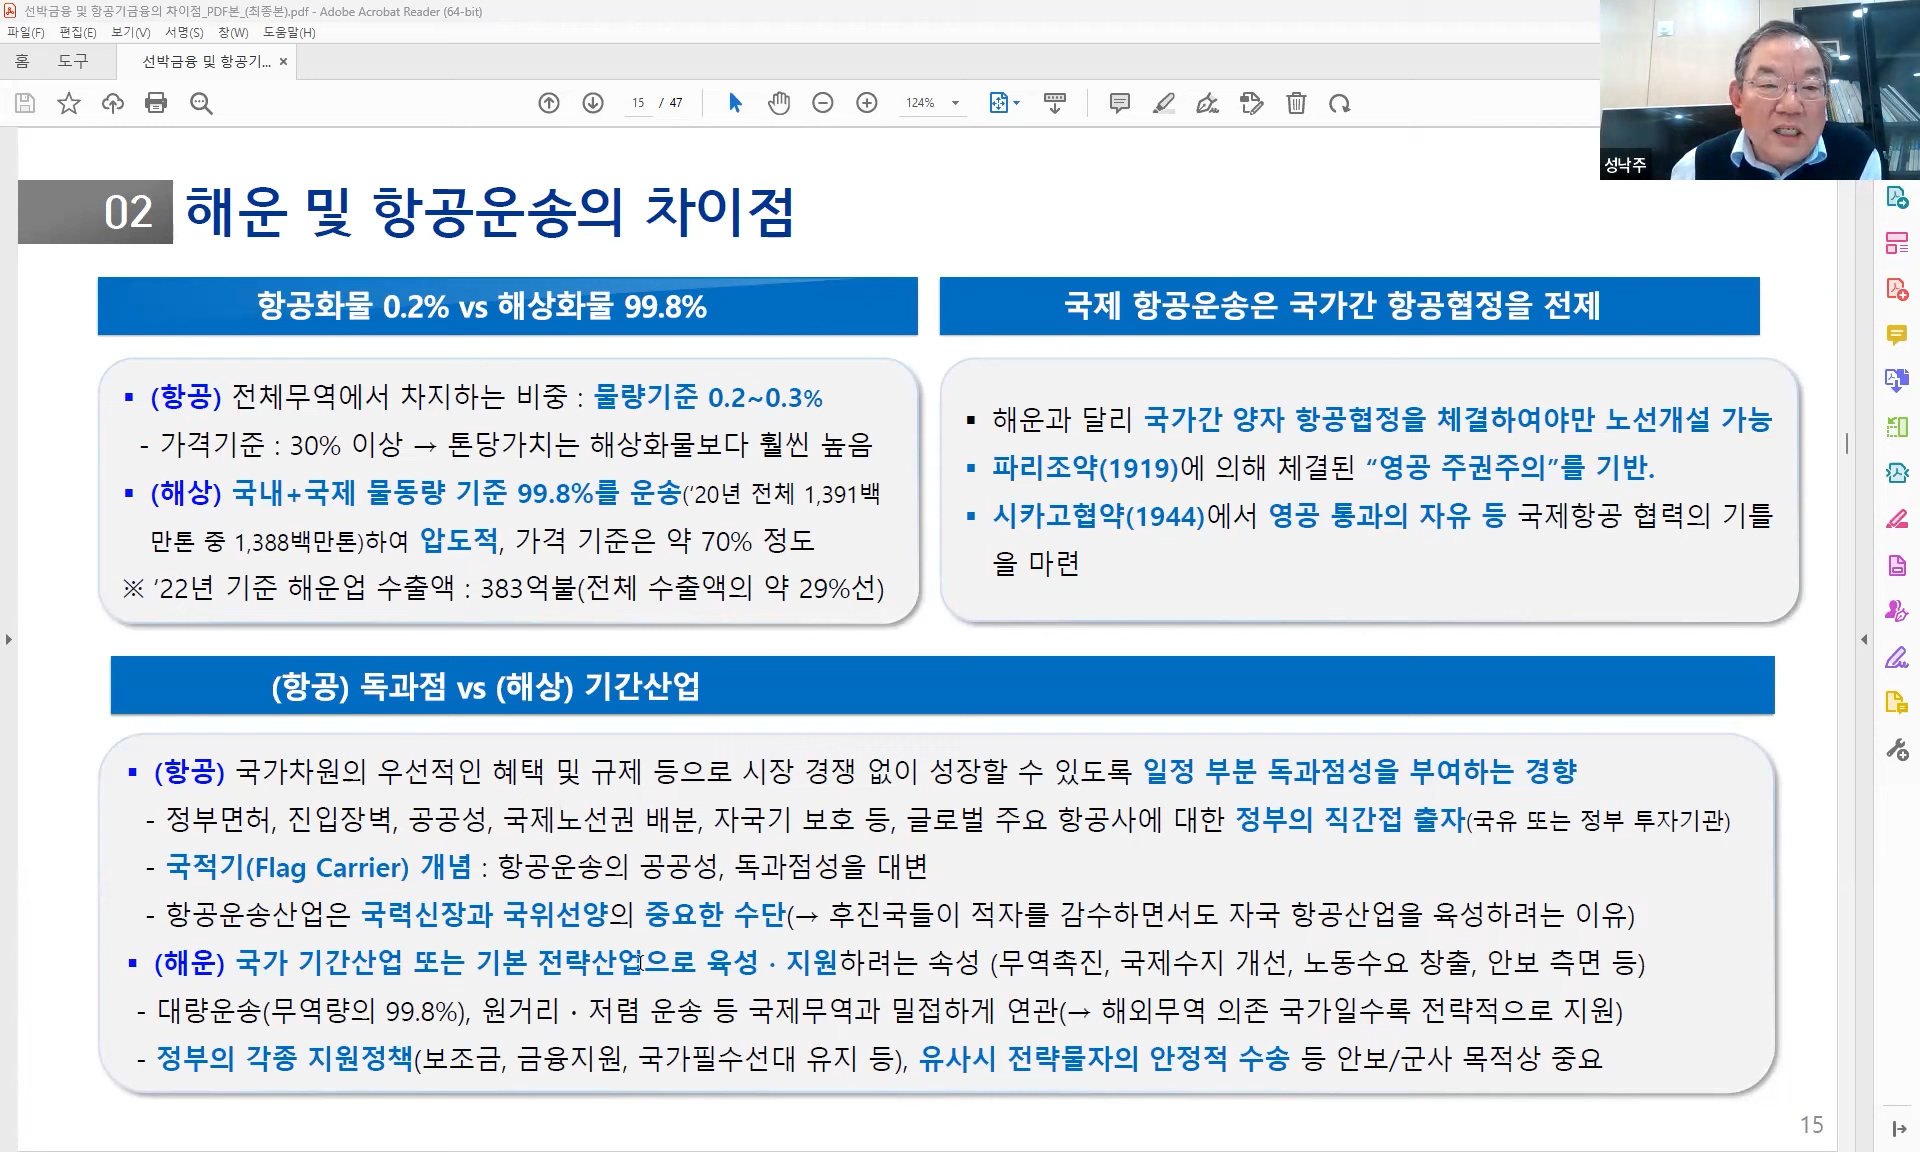 선박금융 및 항공기금융의 차이점_PDF본_(최종본).pdf - Adobe Acrobat Reader (64-bit)
파일(F) 편집(E) 보기(V) 서명(S) 창(W) 도움말(H)
홈 도구 선박금융 및 항공기... ×
15 / 47 124%
성낙주
02 해운 및 항공운송의 차이점
항공화물 0.2% vs 해상화물 99.8%
▪ (항공) 전체무역에서 차지하는 비중 : 물량기준 0.2~0.3%
- 가격기준 : 30% 이상 → 톤당가치는 해상화물보다 훨씬 높음
▪ (해상) 국내+국제 물동량 기준 99.8%를 운송(‘20년 전체 1,391백
만톤 중 1,388백만톤)하여 압도적, 가격 기준은 약 70% 정도
※ ‘22년 기준 해운업 수출액 : 383억불(전체 수출액의 약 29%선)
국제 항공운송은 국가간 항공협정을 전제
▪ 해운과 달리 국가간 양자 항공협정을 체결하여야만 노선개설 가능
▪ 파리조약(1919)에 의해 체결된 “영공 주권주의”를 기반.
▪ 시카고협약(1944)에서 영공 통과의 자유 등 국제항공 협력의 기틀
을 마련
(항공) 독과점 vs (해상) 기간산업
▪ (항공) 국가차원의 우선적인 혜택 및 규제 등으로 시장 경쟁 없이 성장할 수 있도록 일정 부분 독과점성을 부여하는 경향
- 정부면허, 진입장벽, 공공성, 국제노선권 배분, 자국기 보호 등, 글로벌 주요 항공사에 대한 정부의 직간접 출자(국유 또는 정부 투자기관)
- 국적기(Flag Carrier) 개념 : 항공운송의 공공성, 독과점성을 대변
- 항공운송산업은 국력신장과 국위선양의 중요한 수단(→ 후진국들이 적자를 감수하면서도 자국 항공산업을 육성하려는 이유)
▪ (해운) 국가 기간산업 또는 기본 전략산업으로 육성 · 지원하려는 속성 (무역촉진, 국제수지 개선, 노동수요 창출, 안보 측면 등)
- 대량운송(무역량의 99.8%), 원거리 · 저렴 운송 등 국제무역과 밀접하게 연관(→ 해외무역 의존 국가일수록 전략적으로 지원)
- 정부의 각종 지원정책(보조금, 금융지원, 국가필수선대 유지 등), 유사시 전략물자의 안정적 수송 등 안보/군사 목적상 중요
15